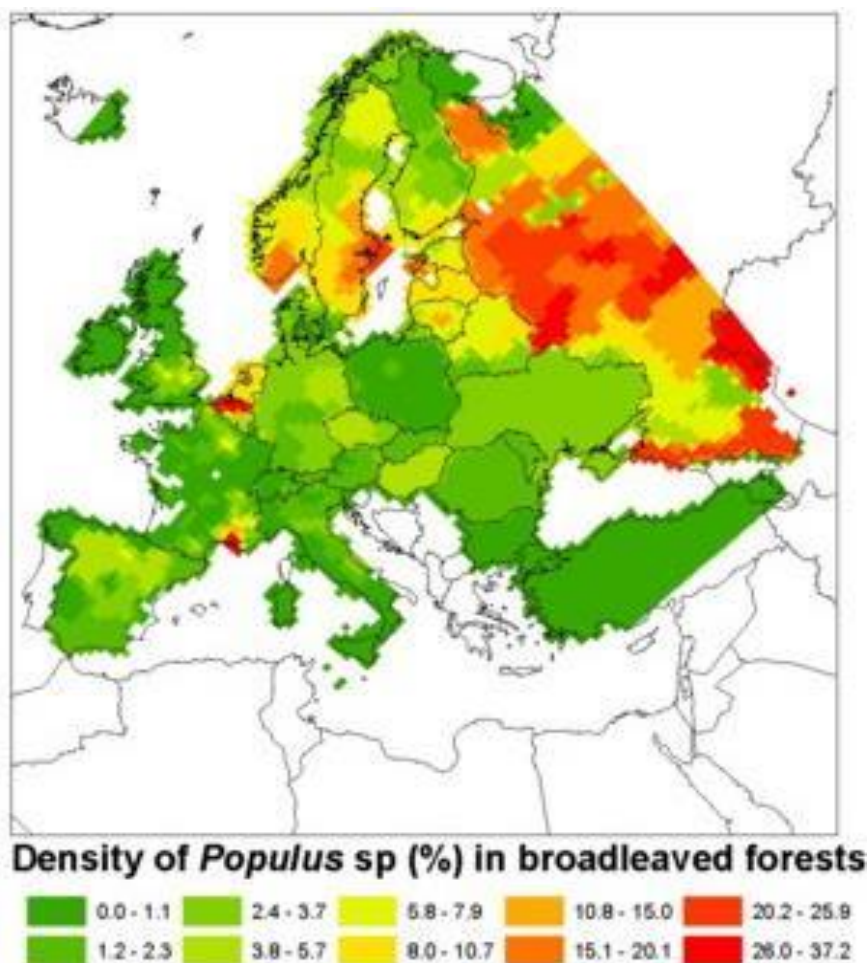 Density of Populus sp (%) in broadleaved forests
0.0 - 1.1 2.4 - 3.7 5.8 - 7.9 10.8 - 15.0 20.2 - 25.9
1.2 - 2.3 3.8 - 5.7 8.0 - 10.7 15.1 - 20.1 26.0 - 37.2